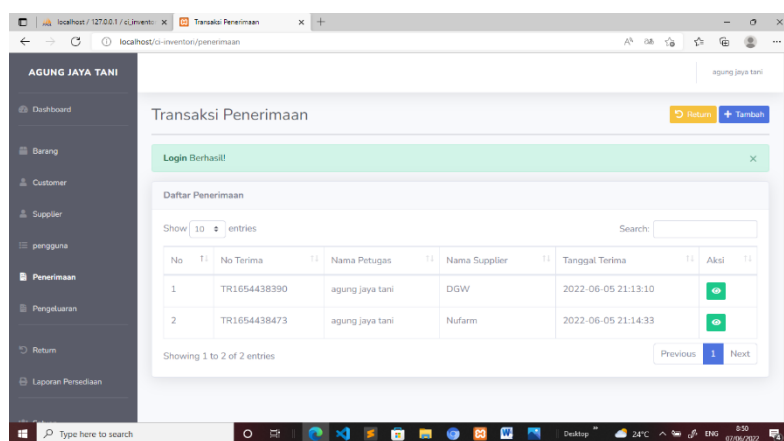 localhost / 127.0.0.1 / ci_invento
Transaksi Penerimaan
localhost/ci-inventori/penerimaan
AGUNG JAYA TANI
agung jaya tani
Dashboard
Barang
Customer
Supplier
pengguna
Penerimaan
Pengeluaran
Return
Laporan Persediaan
Transaksi Penerimaan
Return
Tambah
Login Berhasil!
Daftar Penerimaan
Show 10 entries
Search:
No No Terima Nama Petugas Nama Supplier Tanggal Terima Aksi
1 TR1654438390 agung jaya tani DGW 2022-06-05 21:13:10
2 TR1654438473 agung jaya tani Nufarm 2022-06-05 21:14:33
Showing 1 to 2 of 2 entries
Previous 1 Next
Type here to search
Desktop
24°C
ENG
8:50
07/06/2022